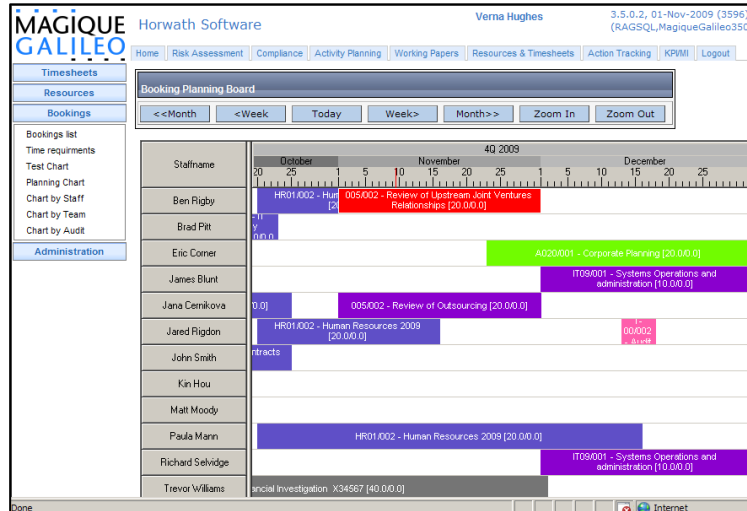 MAGIQUE
GALILEO
Horwath Software
Verna Hughes
3.5.0.2, 01-Nov-2009 (3596)
(RAGSQL,MagiqueGalileo350
Home Risk Assessment Compliance Activity Planning Working Papers Resources & Timesheets Action Tracking KPI/MI Logout
Timesheets
Resources
Bookings
Bookings list
Time requirments
Test Chart
Planning Chart
Chart by Staff
Chart by Team
Chart by Audit
Administration
Booking Planning Board
<<Month <Week Today Week> Month>> Zoom In Zoom Out
Staffname
4Q 2009
October November December
20 25 1 5 10 15 20 25 1 5 10 15 20 25
Ben Rigby
HR01/002 - Hum
[20
005/002 - Review of Upstream Joint Ventures
Relationships [20.0/0.0]
Brad Pitt
- IT
y
0.0/0.0
Eric Corner
A020/001 - Corporate Planning [20.0/0.0]
James Blunt
IT09/001 - Systems Operations and
administration [10.0/0.0]
Jana Cernikova
/0.0]
005/002 - Review of Outsourcing [20.0/0.0]
Jared Rigdon
HR01/002 - Human Resources 2009
[20.0/0.0]
00/002
- Audit
John Smith
ntracts
Kin Hou
Matt Moody
Paula Mann
HR01/002 - Human Resources 2009 [20.0/0.0]
Richard Selvidge
IT09/001 - Systems Operations and
administration [10.0/0.0]
Trevor Williams
ancial Investigation X34567 [40.0/0.0]
Done
Internet